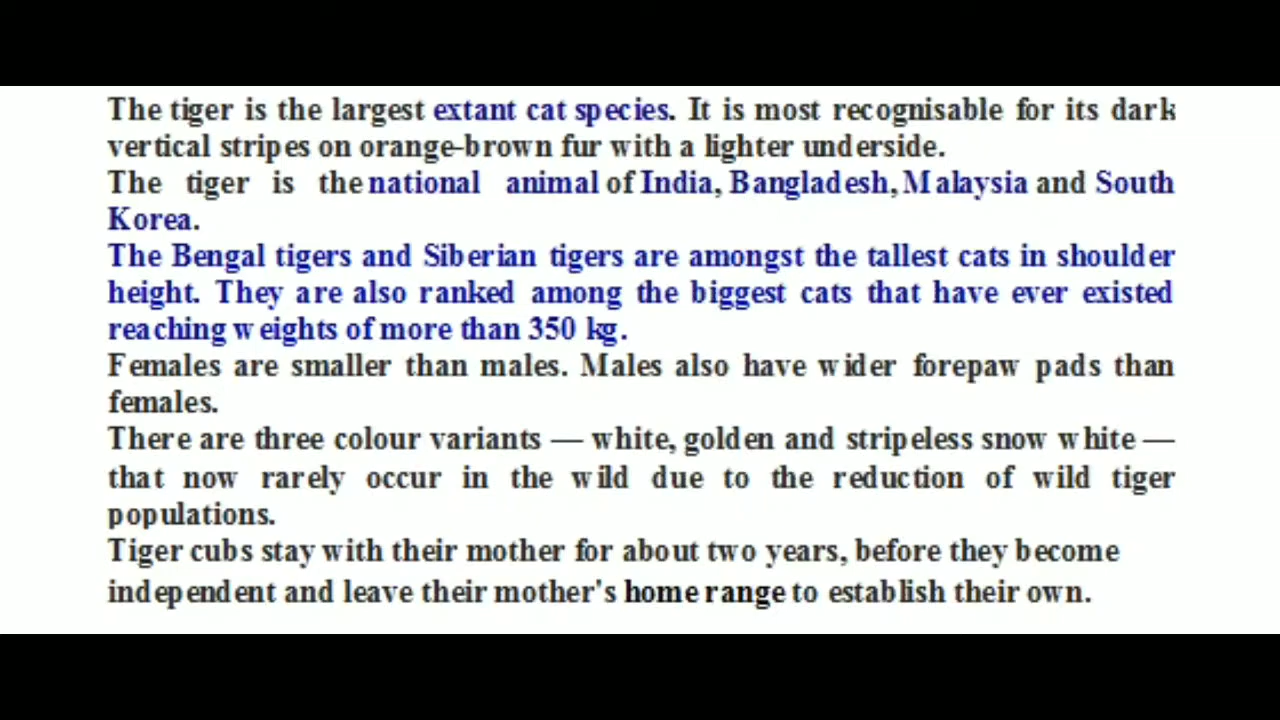 The tiger is the largest extant cat species. It is most recognisable for its dark
vertical stripes on orange-brown fur with a lighter underside.
The tiger is the national animal of India, Bangladesh, Malaysia and South
Korea.
The Bengal tigers and Siberian tigers are amongst the tallest cats in shoulder
height. They are also ranked among the biggest cats that have ever existed
reaching weights of more than 350 kg.
Females are smaller than males. Males also have wider forepaw pads than
females.
There are three colour variants — white, golden and stripeless snow white —
that now rarely occur in the wild due to the reduction of wild tiger
populations.
Tiger cubs stay with their mother for about two years, before they become
independent and leave their mother's home range to establish their own.